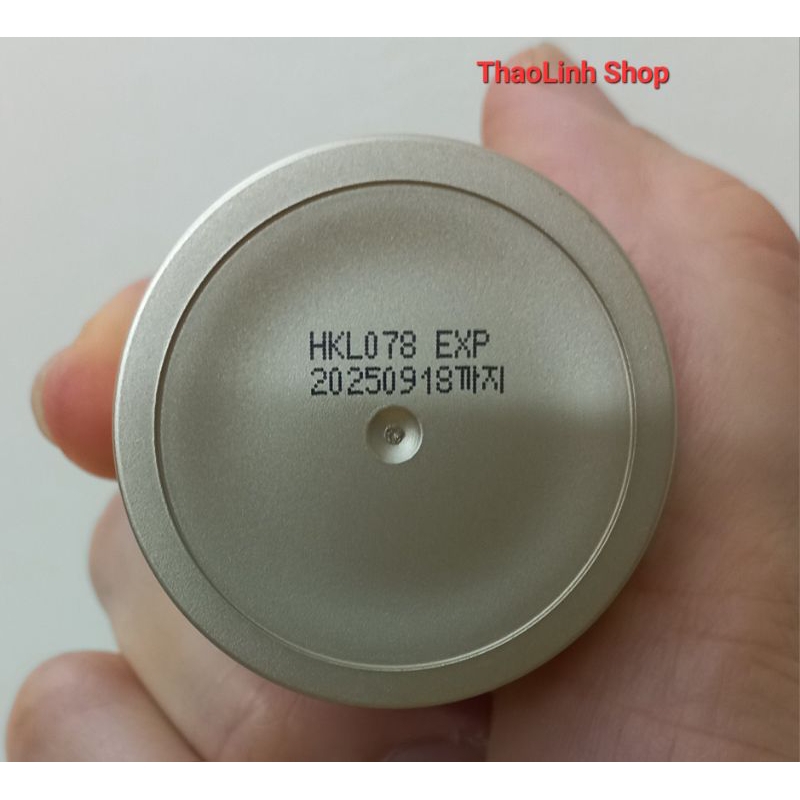 ThaoLinh Shop
HKL078 EXP
20250918까지